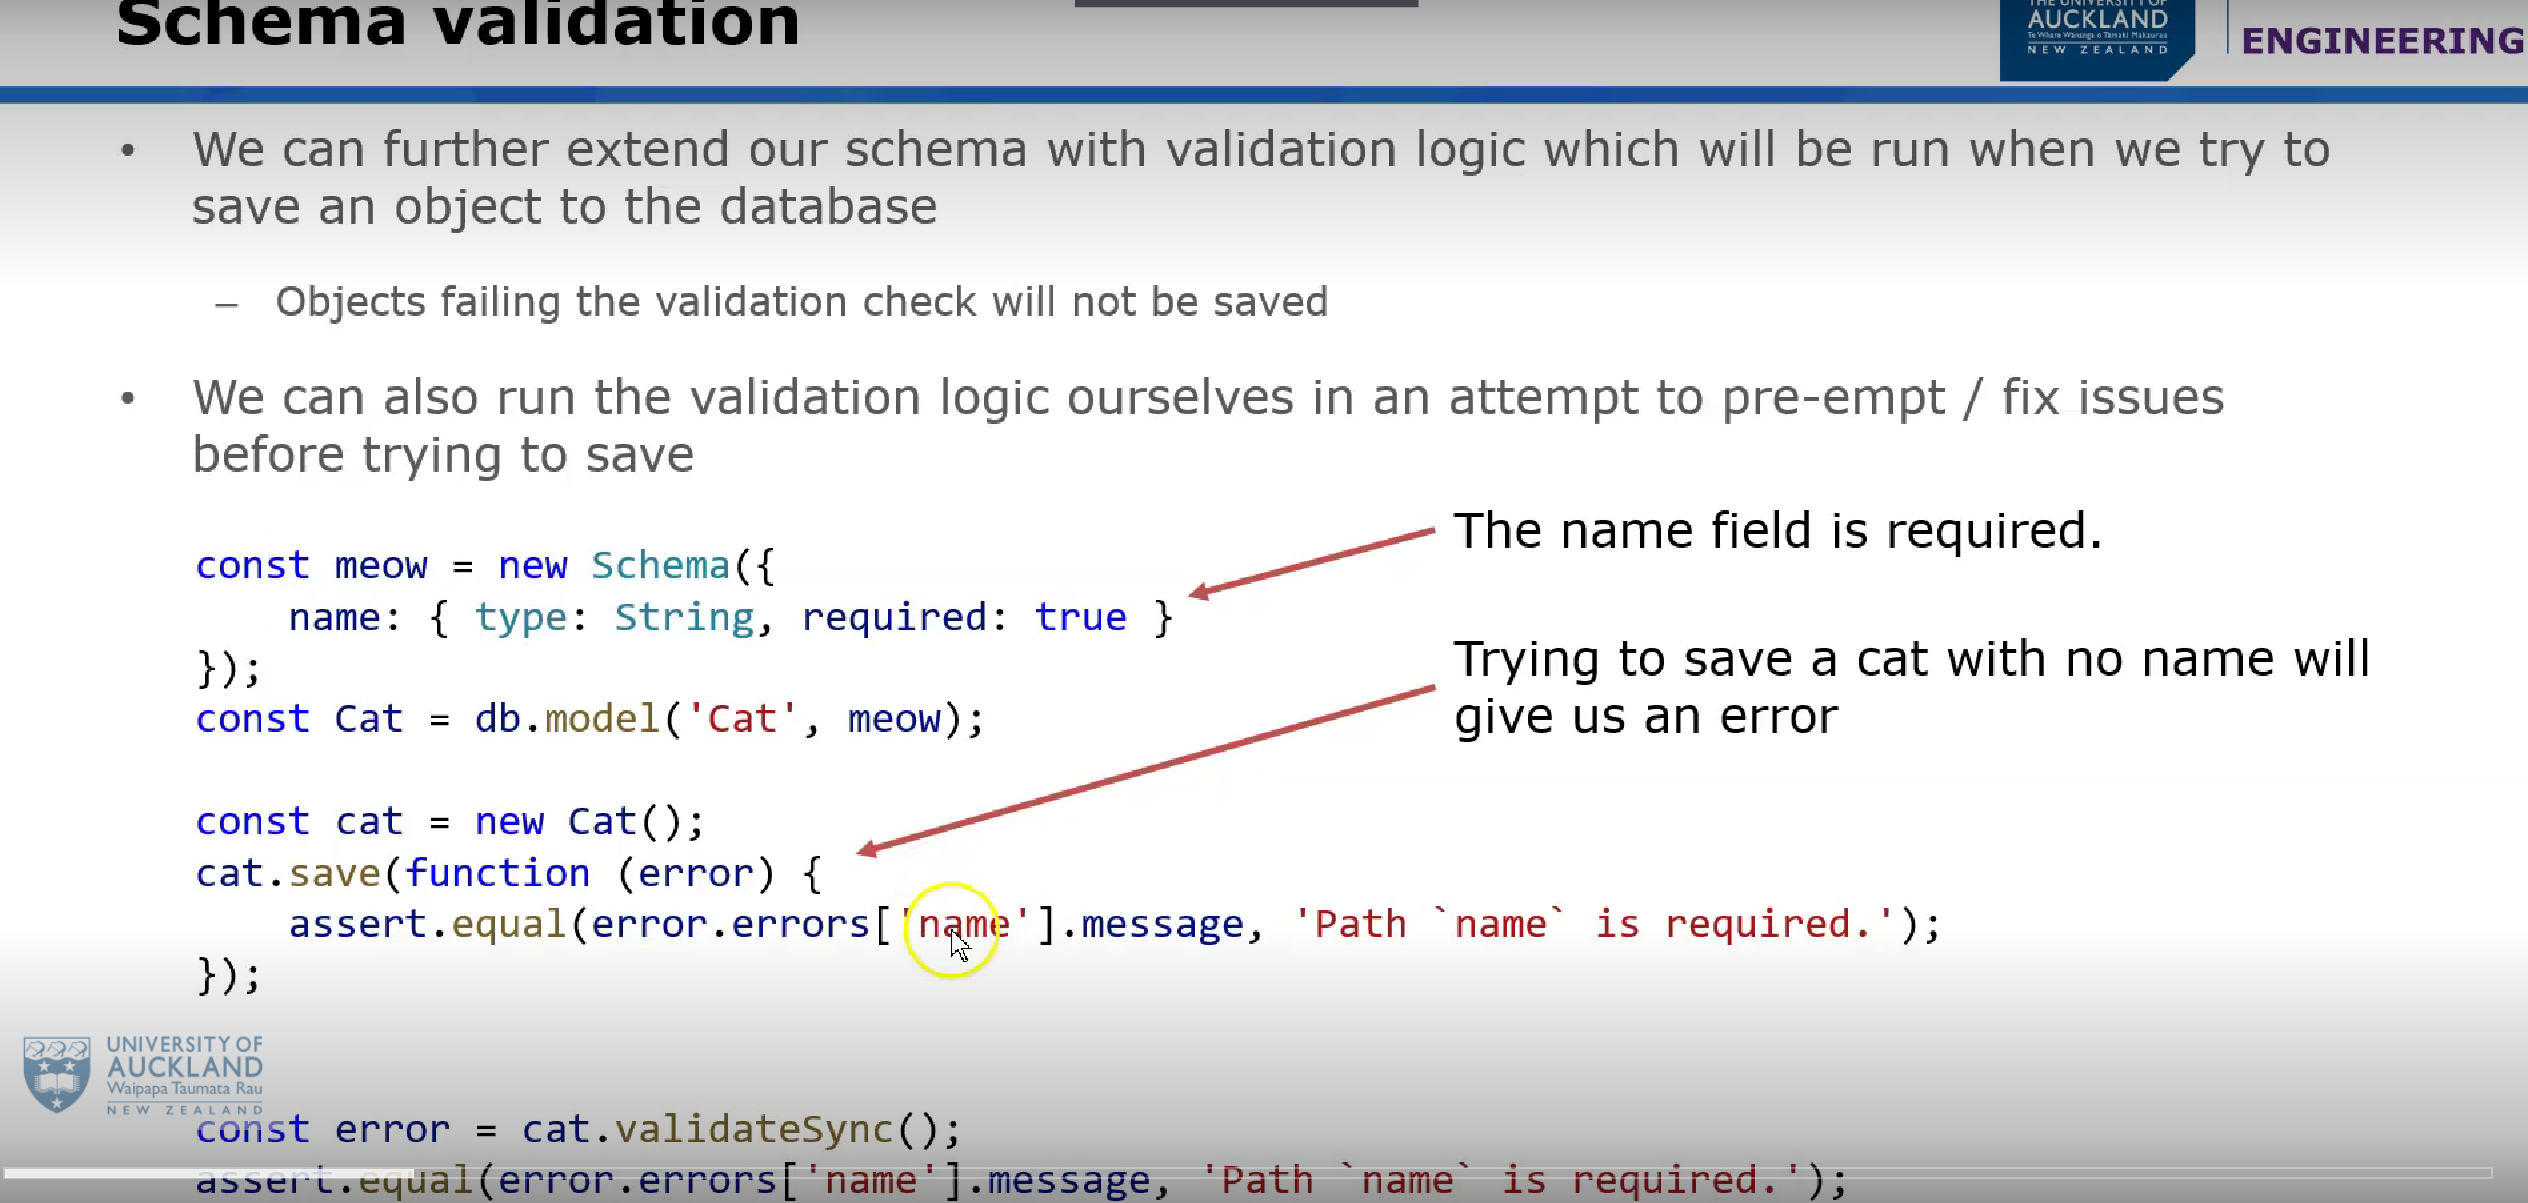 Schema validation
THE UNIVERSITY OF
AUCKLAND
Te Whare Wānanga o Tāmaki Makaurau
NEW ZEALAND
ENGINEERING
• We can further extend our schema with validation logic which will be run when we try to
save an object to the database
– Objects failing the validation check will not be saved
• We can also run the validation logic ourselves in an attempt to pre-empt / fix issues
before trying to save
The name field is required.
const meow = new Schema({
name: { type: String, required: true }
});
const Cat = db.model('Cat', meow);
Trying to save a cat with no name will
give us an error
const cat = new Cat();
cat.save(function (error) {
assert.equal(error.errors['name'].message, 'Path `name` is required.');
});
UNIVERSITY OF
AUCKLAND
Waipapa Taumata Rau
NEW ZEALAND
const error = cat.validateSync();
assert.equal(error.errors['name'].message, 'Path `name` is required.');